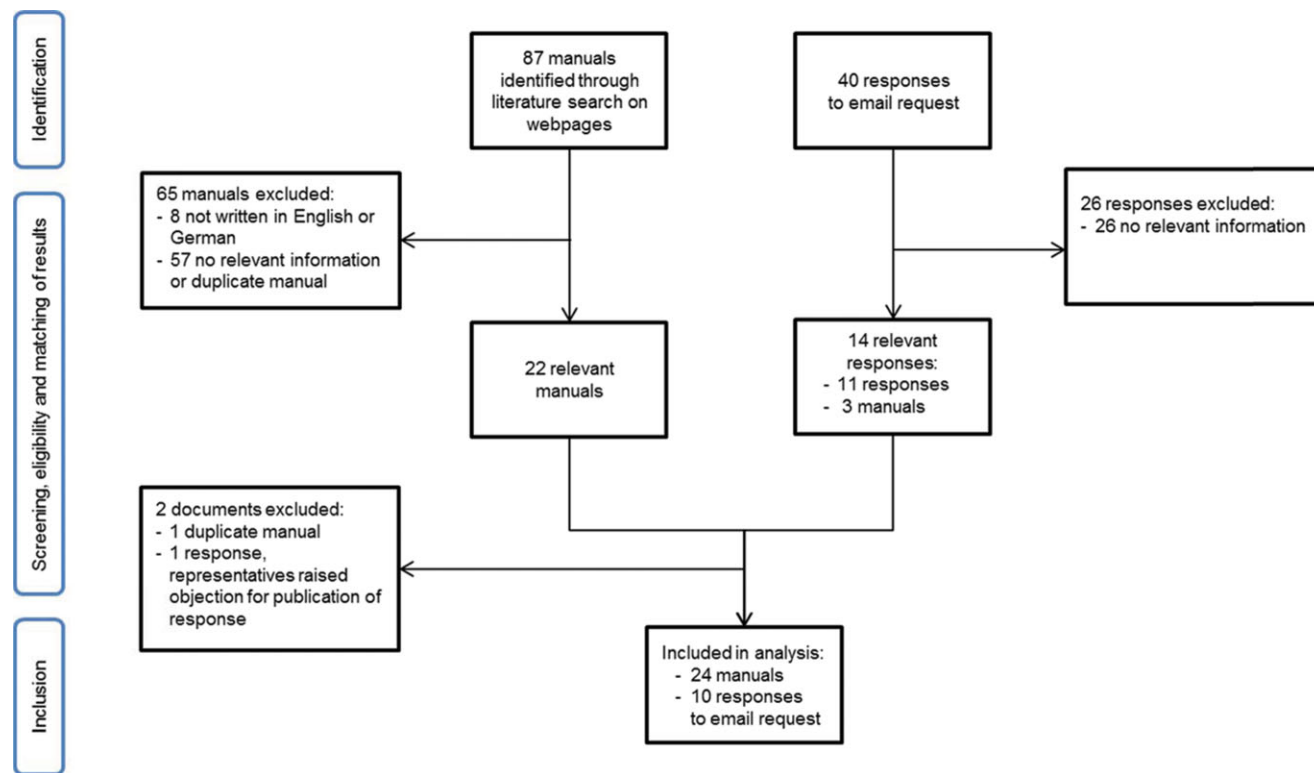 Identification
87 manuals
identified through
literature search on
webpages
40 responses
to email request
Screening, eligibility and matching of results
65 manuals excluded:
- 8 not written in English or
German
- 57 no relevant information
or duplicate manual
26 responses excluded:
- 26 no relevant information
22 relevant
manuals
14 relevant
responses:
- 11 responses
- 3 manuals
2 documents excluded:
- 1 duplicate manual
- 1 response,
representatives raised
objection for publication of
response
Inclusion
Included in analysis:
- 24 manuals
- 10 responses
to email request